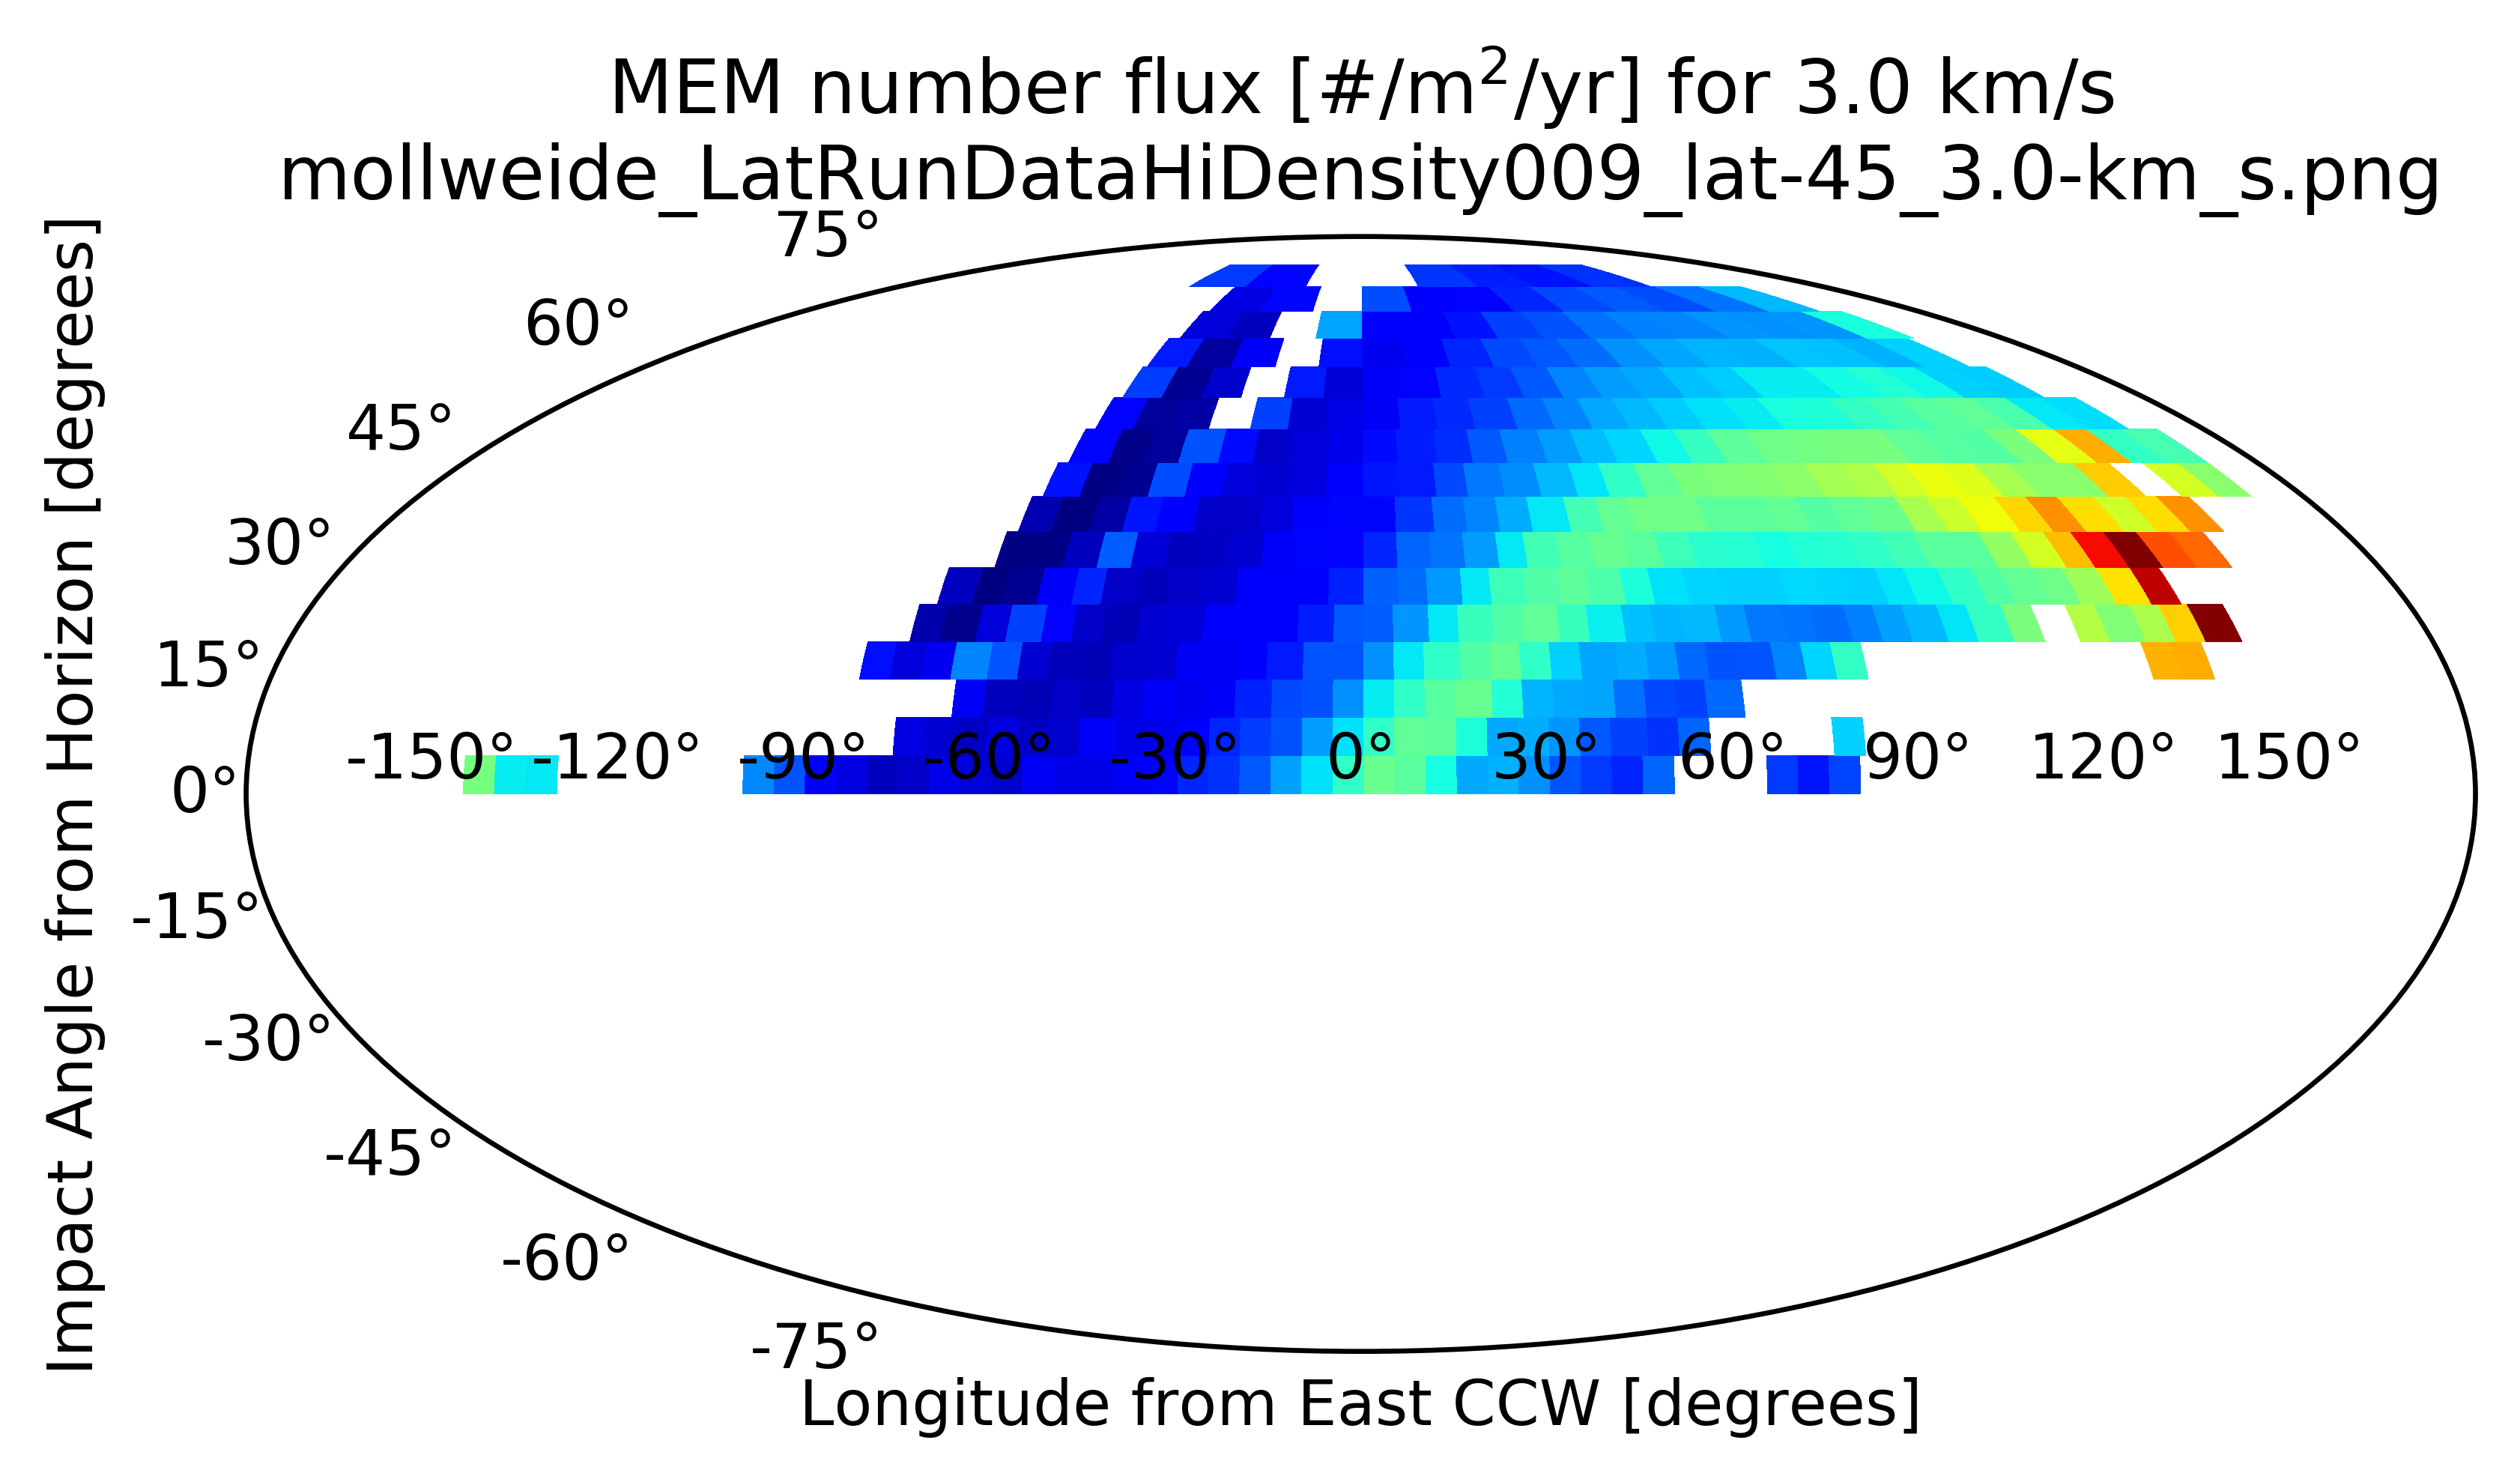 MEM number flux [#/m²/yr] for 3.0 km/s
mollweide_LatRunDataHiDensity009_lat-45_3.0-km_s.png
75°
60°
45°
30°
15°
0°
-15°
-30°
-45°
-60°
-75°
-150° -120° -90° -60° -30° 0° 30° 60° 90° 120° 150°
Impact Angle from Horizon [degrees]
Longitude from East CCW [degrees]